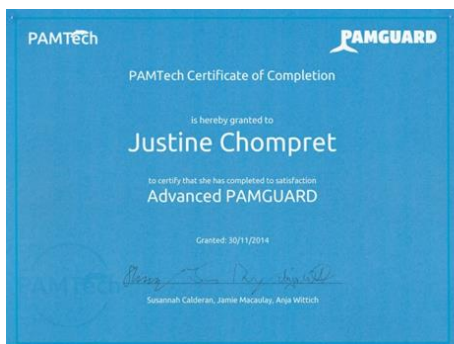 PAMTech
PAMGUARD
PAMTech Certificate of Completion
is hereby granted to
Justine Chompret
to certify that she has completed to satisfaction
Advanced PAMGUARD
Granted: 30/11/2014
PAMTech
Susannah Calderan, Jamie Macaulay, Anja Wittich